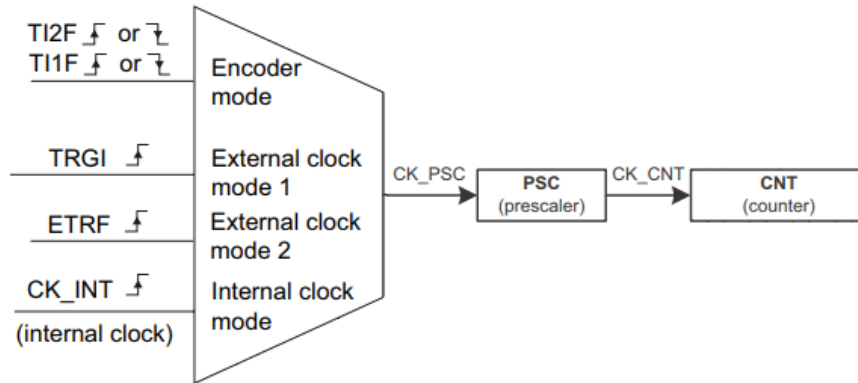 TI2F or
TI1F or
Encoder
mode
TRGI
External clock
mode 1
CK_PSC
PSC
(prescaler)
CK_CNT
CNT
(counter)
ETRF
External clock
mode 2
CK_INT
Internal clock
mode
(internal clock)